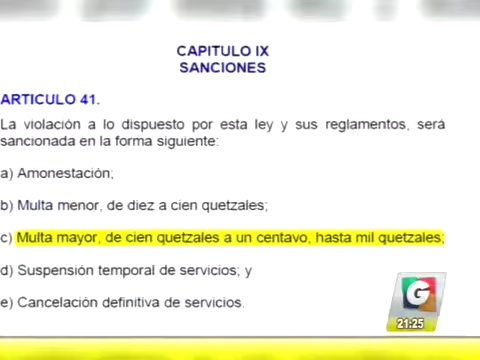 CAPITULO IX
SANCIONES
ARTICULO 41.
La violación a lo dispuesto por esta ley y sus reglamentos, será
sancionada en la forma siguiente:
a) Amonestación;
b) Multa menor, de diez a cien quetzales;
c) Multa mayor, de cien quetzales a un centavo, hasta mil quetzales;
d) Suspensión temporal de servicios; y
e) Cancelación definitiva de servicios.
G
21:25